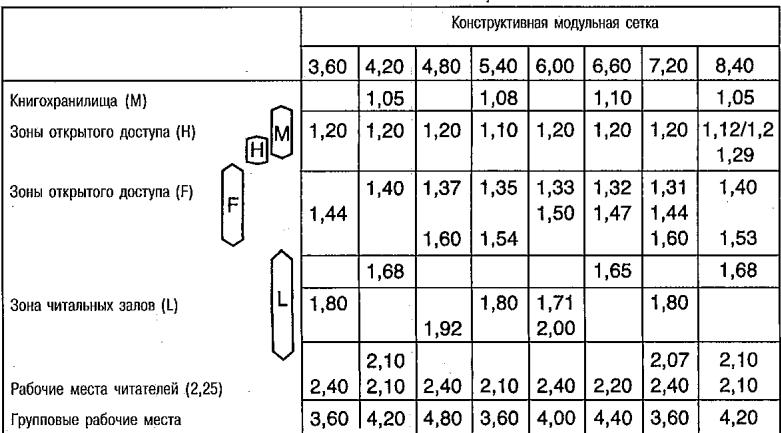 Конструктивная модульная сетка
3,60 4,20 4,80 5,40 6,00 6,60 7,20 8,40
Книгохранилища (М) 1,05 1,08 1,10 1,05
Зоны открытого доступа (Н) М 1,20 1,20 1,20 1,10 1,20 1,20 1,20 1,12/1,2
Н 1,29
Зоны открытого доступа (F) 1,40 1,37 1,35 1,33 1,32 1,31 1,40
F 1,44 1,50 1,47 1,44
1,60 1,54 1,60 1,53
1,68 1,65 1,68
Зона читальных залов (L) L 1,80 1,80 1,71 1,80
1,92 2,00
2,10 2,07 2,10
Рабочие места читателей (2,25) 2,40 2,10 2,40 2,10 2,40 2,20 2,40 2,10
Групповые рабочие места 3,60 4,20 4,80 3,60 4,00 4,40 3,60 4,20